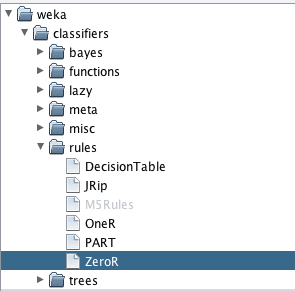 weka
classifiers
bayes
functions
lazy
meta
misc
rules
DecisionTable
JRip
M5Rules
OneR
PART
ZeroR
trees